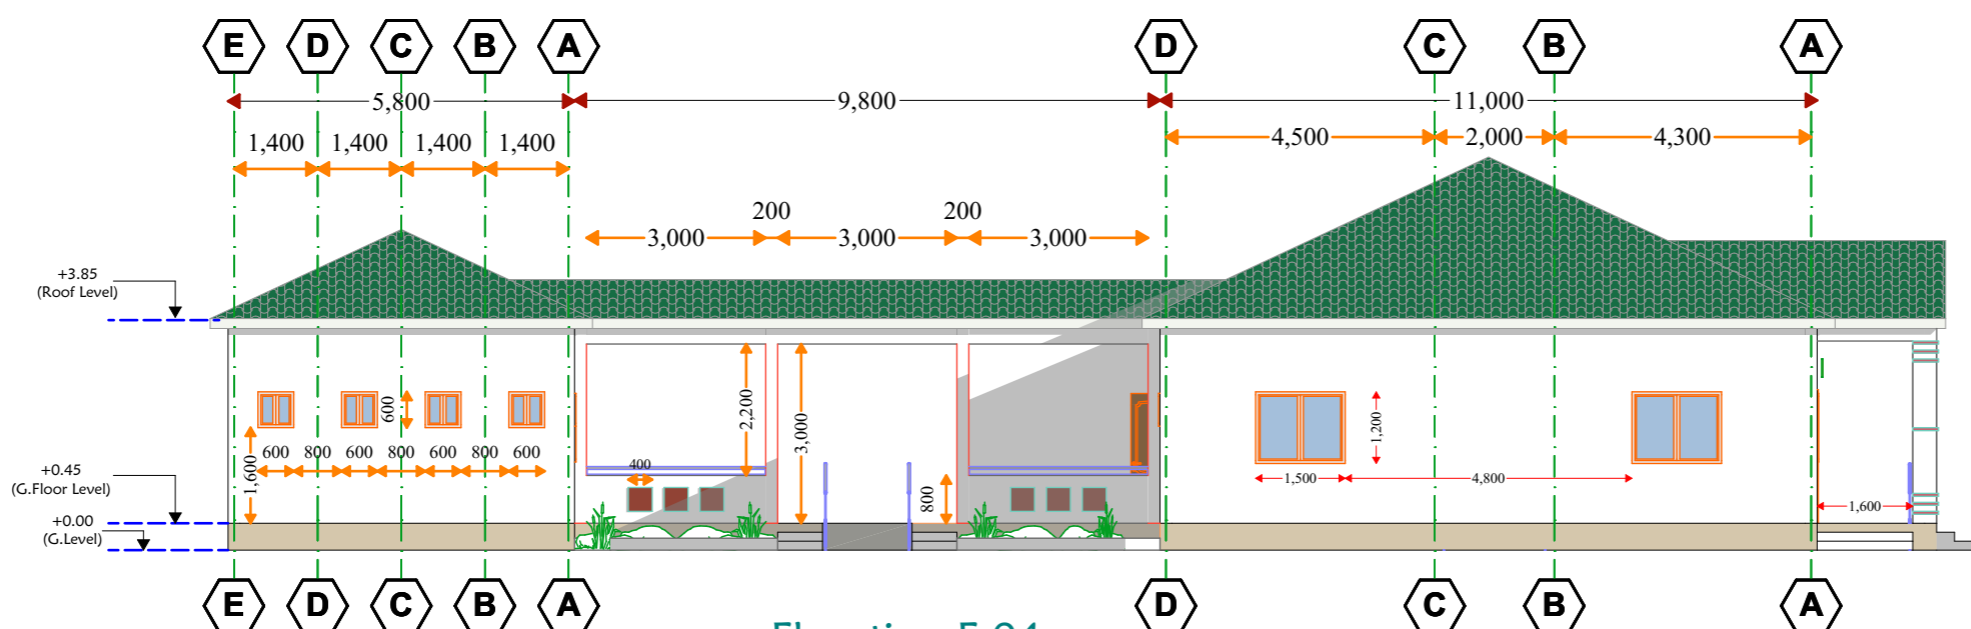 E D C B A D C B A
5,800 9,800 11,000
1,400 1,400 1,400 1,400 4,500 2,000 4,300
200 200
3,000 3,000 3,000
+3.85
(Roof Level)
600 2,200 3,000 1,200
600 800 600 800 600 800 600
1,600 400 800 1,500 4,800 1,600
+0.45
(G.Floor Level)
+0.00
(G.Level)
E D C B A D C B A